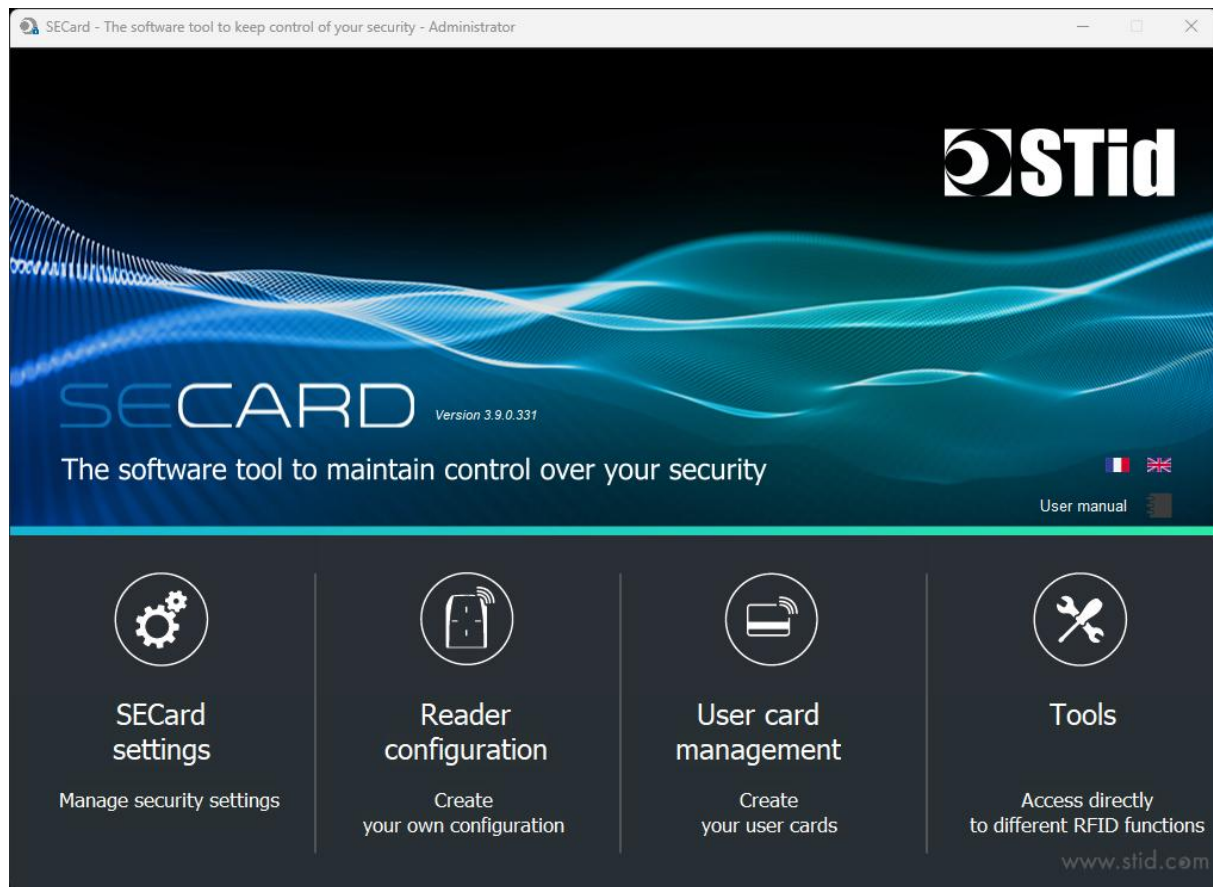 SECard - The software tool to keep control of your security - Administrator
STid
SECARD
Version 3.9.0.331
The software tool to maintain control over your security
User manual
SECard
settings
Manage security settings
Reader
configuration
Create
your own configuration
User card
management
Create
your user cards
Tools
Access directly
to different RFID functions
www.stid.com